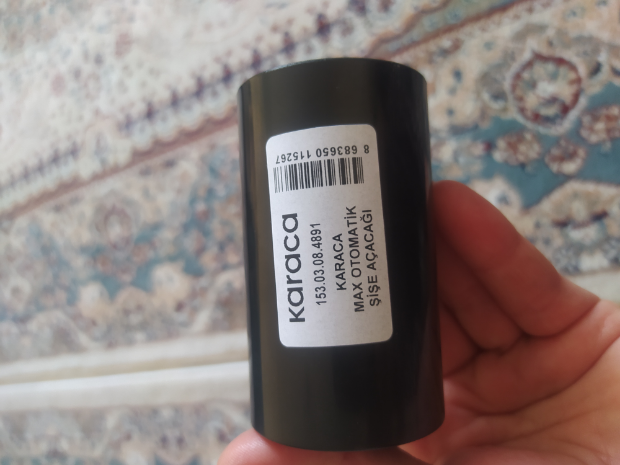 karaca
153.03.08.4891
KARACA
MAX OTOMATİK
ŞİŞE AÇACAĞI
8 683650 115267